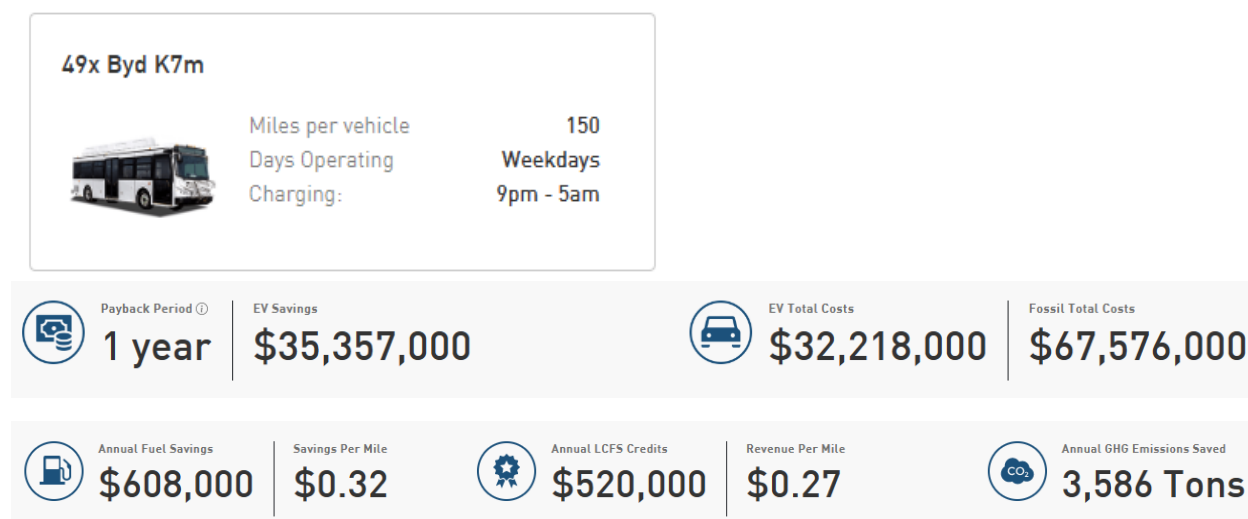 49x Byd K7m
Miles per vehicle 150
Days Operating Weekdays
Charging: 9pm - 5am
Payback Period ⓘ
1 year
EV Savings
$35,357,000
EV Total Costs
$32,218,000
Fossil Total Costs
$67,576,000
Annual Fuel Savings
$608,000
Savings Per Mile
$0.32
Annual LCFS Credits
$520,000
Revenue Per Mile
$0.27
CO₂
Annual GHG Emissions Saved
3,586 Tons